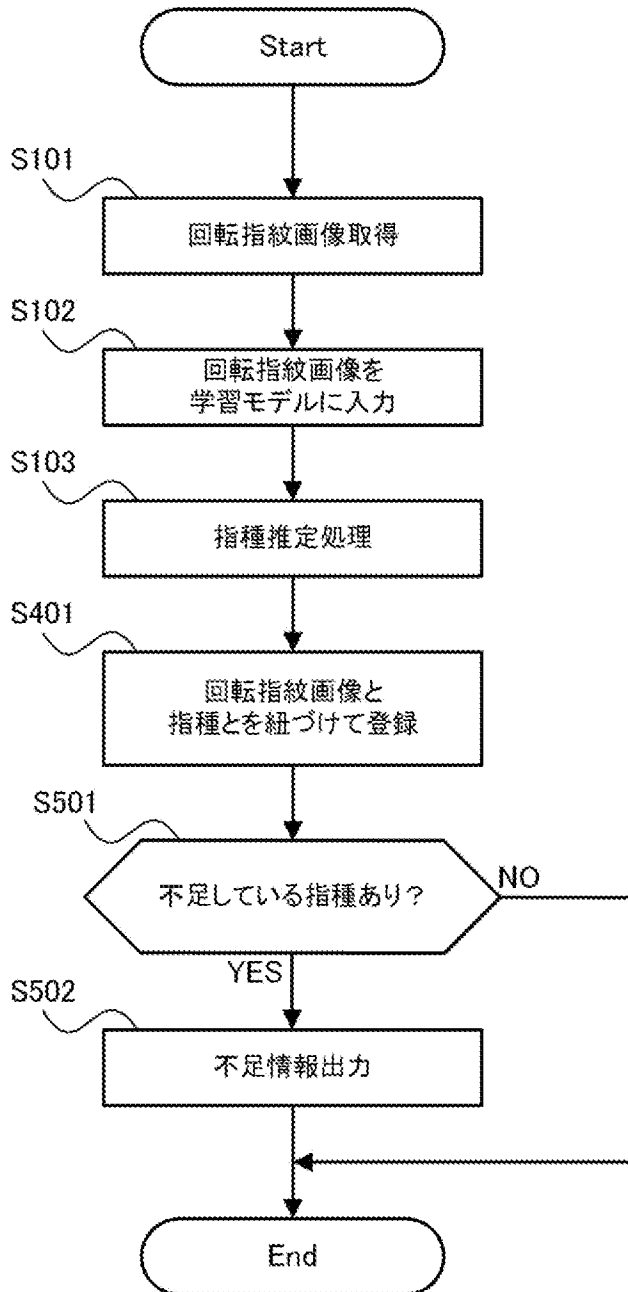 Start
S101
回転指紋画像取得
S102
回転指紋画像を
学習モデルに入力
S103
指種推定処理
S401
回転指紋画像と
指種とを紐づけて登録
S501
不足している指種あり?
NO
YES
S502
不足情報出力
End